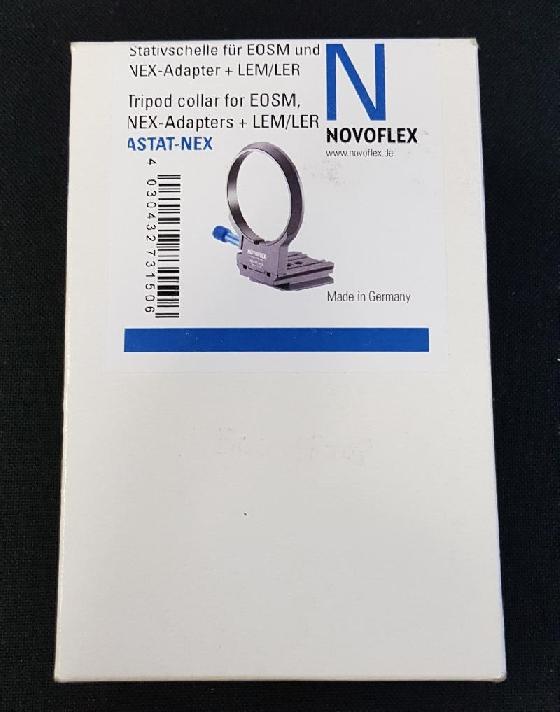 Stativschelle für EOSM und
NEX-Adapter + LEM/LER
Tripod collar for EOSM,
NEX-Adapters + LEM/LER
ASTAT-NEX
N
NOVOFLEX
www.novoflex.de
4 030432 731506
NOVOFLEX
Made in Germany